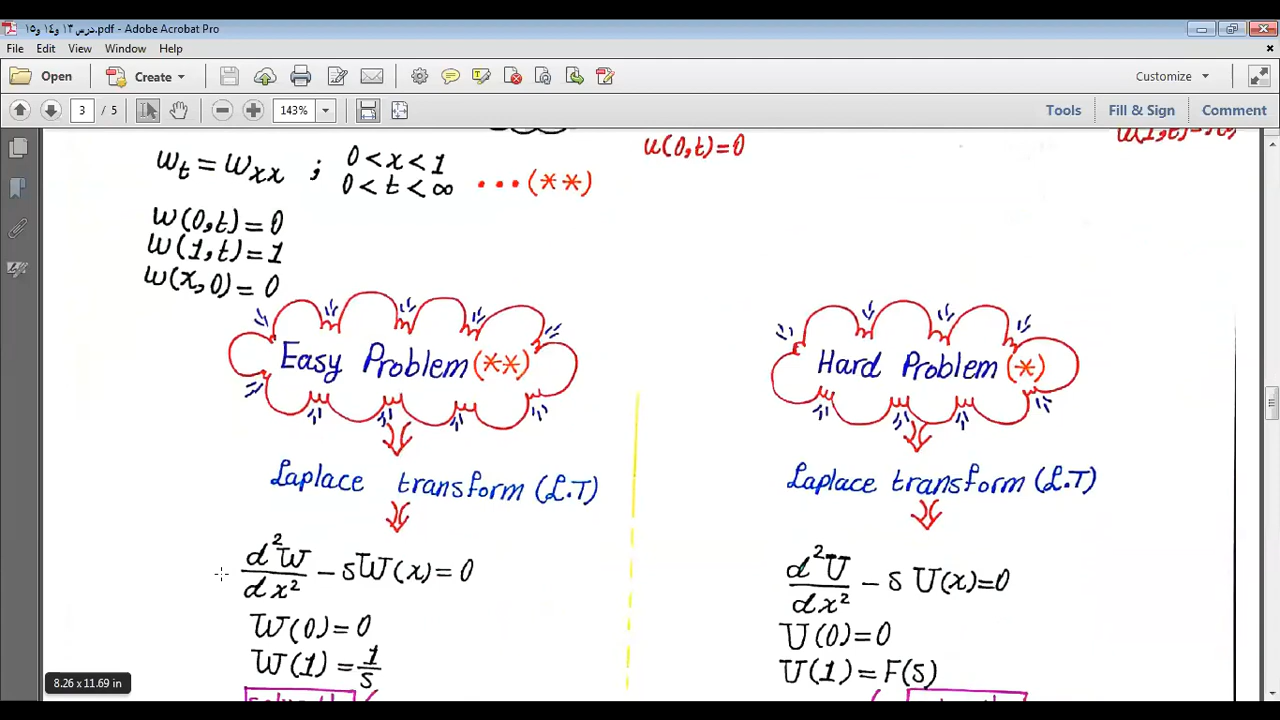 درس ١٣ و١٤ و١٥.pdf - Adobe Acrobat Pro
File Edit View Window Help
Open Create Customize
3 / 5 143% Tools Fill & Sign Comment
u(0,t)=0
w_t = w_xx ; 0<x<1
0<t<∞ ...(**)
w(0,t)=0
w(1,t)=1
w(x,0)=0
Easy Problem (**)
Laplace transform (L.T)
d²W/dx² - sW(x)=0
W(0)=0
W(1)=1/s
Hard Problem (*)
Laplace transform (L.T)
d²U/dx² - s U(x)=0
U(0)=0
U(1)=F(s)
8.26 x 11.69 in